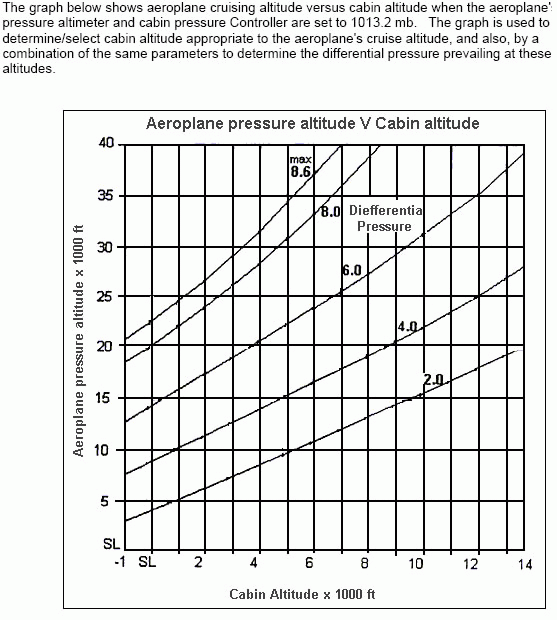 The graph below shows aeroplane cruising altitude versus cabin altitude when the aeroplane'
pressure altimeter and cabin pressure Controller are set to 1013.2 mb. The graph is used to
determine/select cabin altitude appropriate to the aeroplane's cruise altitude, and also, by a
combination of the same parameters to determine the differential pressure prevailing at these
altitudes.
Aeroplane pressure altitude V Cabin altitude
40
max
8.6
35
8.0 Diefferentia
Pressure
30
6.0
25
4.0
20
2.0
15
10
5
SL
Aeroplane pressure altitude x 1000 ft
-1 SL 2 4 6 8 10 12 14
Cabin Altitude x 1000 ft